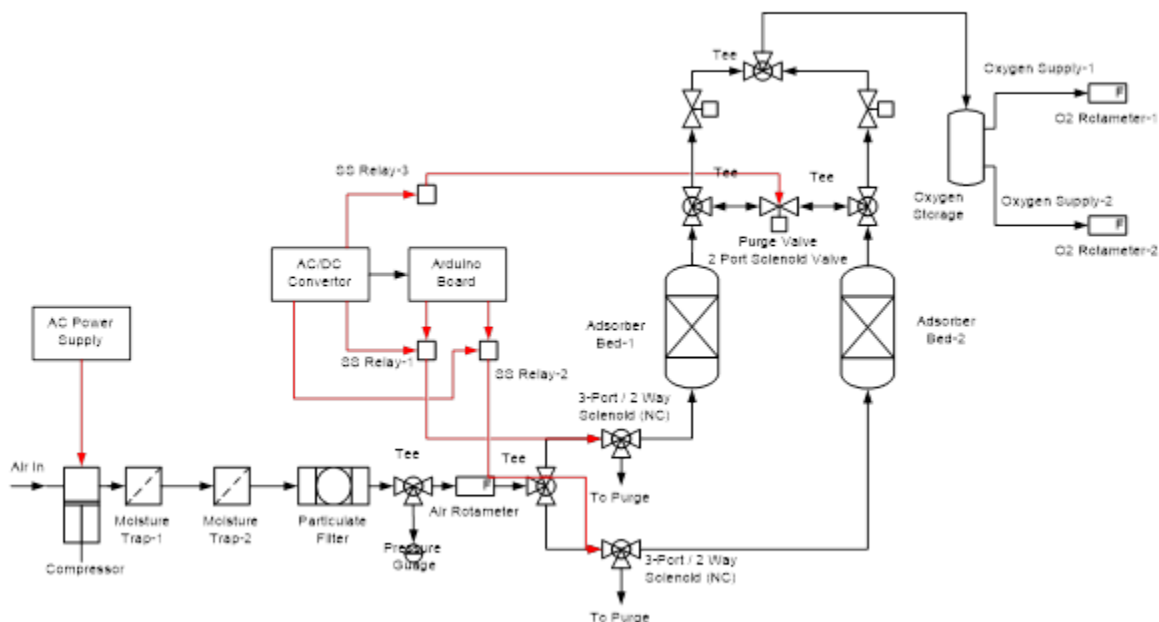 Tee
Oxygen Supply-1
O2 Rotameter-1
SS Relay-3
Tee
Tee
Oxygen
Storage
Oxygen Supply-2
O2 Rotameter-2
Purge Valve
2 Port Solenoid Valve
AC/DC
Convertor
Arduino
Board
AC Power
Supply
Adsorber
Bed-1
Adsorber
Bed-2
SS Relay-1
SS Relay-2
3-Port / 2 Way
Solenoid (NC)
Air In
Tee
Tee
To Purge
F
F
F
Moisture
Trap-1
Moisture
Trap-2
Particulate
Filter
Air Rotameter
Pressure
Guage
Compressor
3-Port / 2 Way
Solenoid (NC)
To Purge